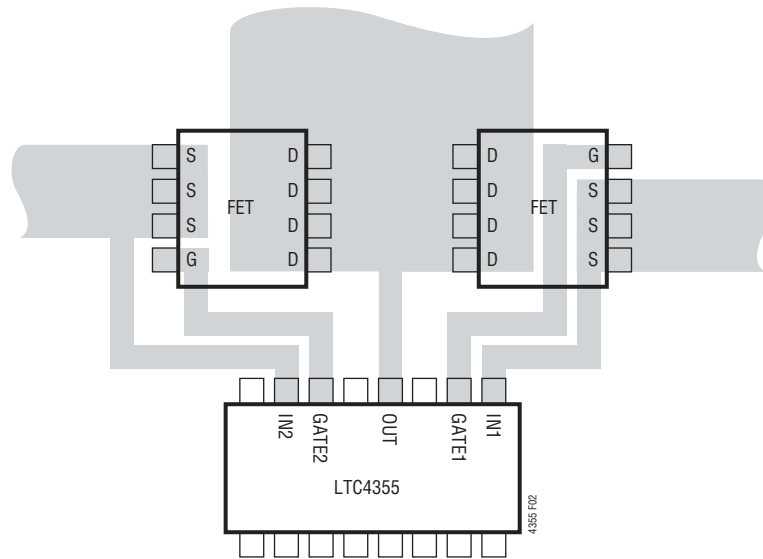 S D
S D
FET
S D
G D
D G
D S
FET
D S
D S
IN2
GATE2
OUT
GATE1
IN1
LTC4355
4355 F02